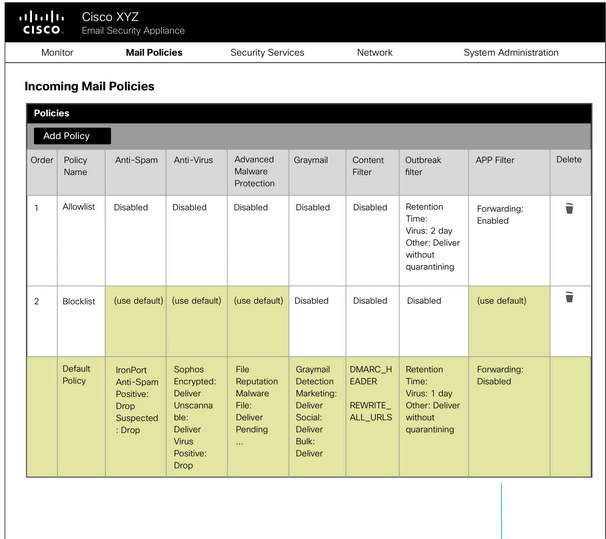 Cisco XYZ
CISCO.
Email Security Appliance
Monitor
Mail Policies
Security Services
Network
System Administration
Incoming Mail Policies
Policies
Add Policy
Order
Policy
Name
Anti-Spam
Anti-Virus
Advanced
Malware
Protection
Graymail
Content
Filter
Outbreak
filter
APP Filter
Delete
1
Allowlist
Disabled
Disabled
Disabled
Disabled
Disabled
Retention
Time:
Virus: 2 day
Other: Deliver
without
quarantining
Forwarding:
Enabled
2
Blocklist
(use default)
(use default)
(use default)
Disabled
Disabled
Disabled
(use default)
Default
Policy
IronPort
Anti-Spam
Positive:
Drop
Suspected
: Drop
Sophos
Encrypted:
Deliver
Unscanna
ble:
Deliver
Virus
Positive:
Drop
File
Reputation
Malware
File:
Deliver
Pending
...
Graymail
Detection
Marketing:
Deliver
Social:
Deliver
Bulk:
Deliver
DMARC_H
EADER
REWRITE_
ALL_URLS
Retention
Time:
Virus: 1 day
Other: Deliver
without
quarantining
Forwarding:
Disabled